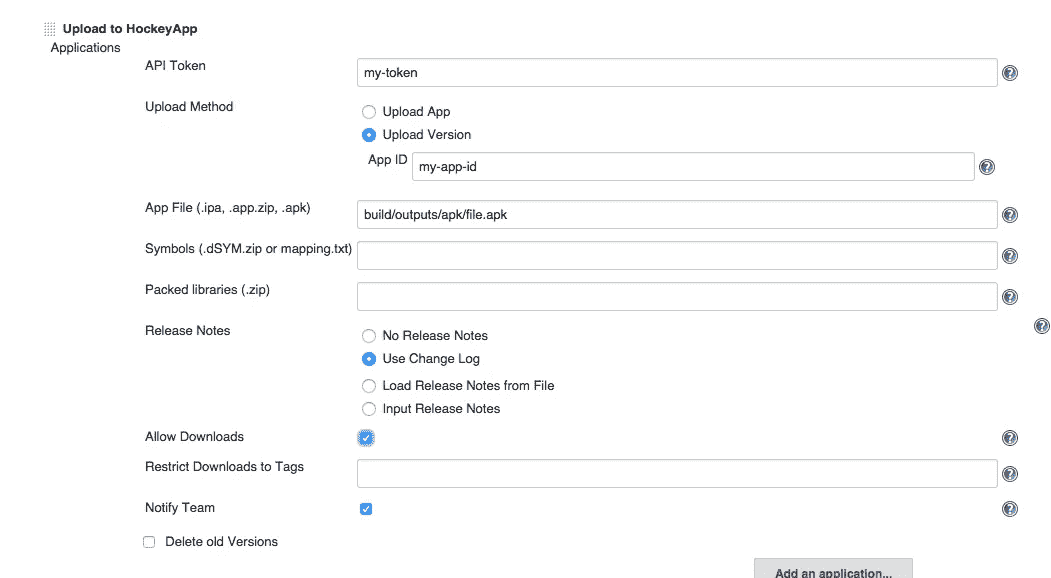 Upload to HockeyApp
Applications
API Token
my-token
Upload Method
Upload App
Upload Version
App ID
my-app-id
App File (.ipa, .app.zip, .apk)
build/outputs/apk/file.apk
Symbols (.dSYM.zip or mapping.txt)
Packed libraries (.zip)
Release Notes
No Release Notes
Use Change Log
Load Release Notes from File
Input Release Notes
Allow Downloads
Restrict Downloads to Tags
Notify Team
Delete old Versions
Add an application...